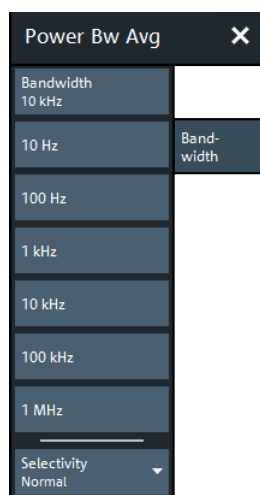 Power Bw Avg
Bandwidth
10 kHz
10 Hz
Band-
width
100 Hz
1 kHz
10 kHz
100 kHz
1 MHz
Selectivity
Normal